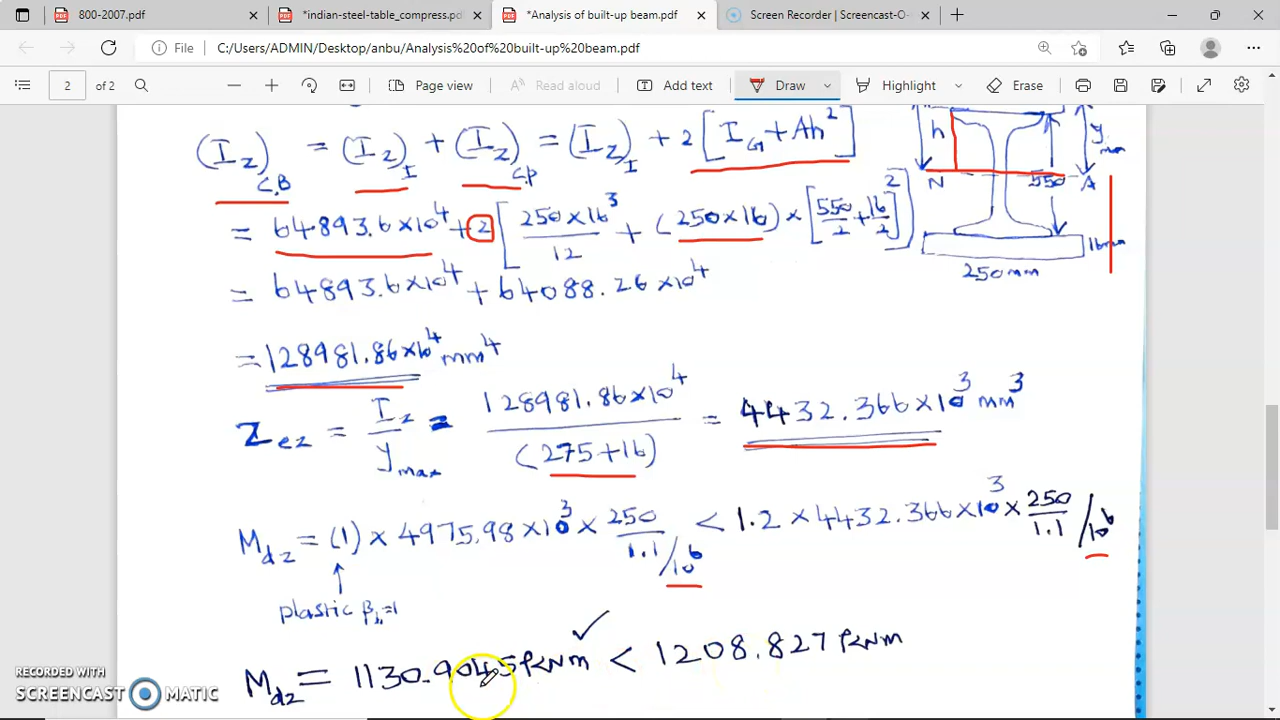 800-2007.pdf
*indian-steel-table_compress.pdf
*Analysis of built-up beam.pdf
Screen Recorder | Screencast-O-
File
C:/Users/ADMIN/Desktop/anbu/Analysis%20of%20built-up%20beam.pdf
2 of 2
Page view
Read aloud
Add text
Draw
Highlight
Erase
(Iz)C.B = (Iz)I + (Iz)C.P = (Iz)I + 2 [IG + Ah²]
= 64893.6×10⁴ + 2 [250×16³/12 + (250×16) × [550/2 + 16/2]²]
= 64893.6×10⁴ + 64088.26×10⁴
= 128981.86×10⁴ mm⁴
Zez = Iz/ymax = 128981.86×10⁴/(275+16) = 4432.366×10³ mm³
Mdz = (1) × 4975.98×10³ × 250/1.1/10⁶ < 1.2 × 4432.366×10³ × 250/1.1/10⁶
plastic βb=1
Mdz = 1130.9045 kNm ✓ < 1208.827 kNm
h
N
550
A
ymax
16mm
250mm
RECORDED WITH
SCREENCAST MATIC